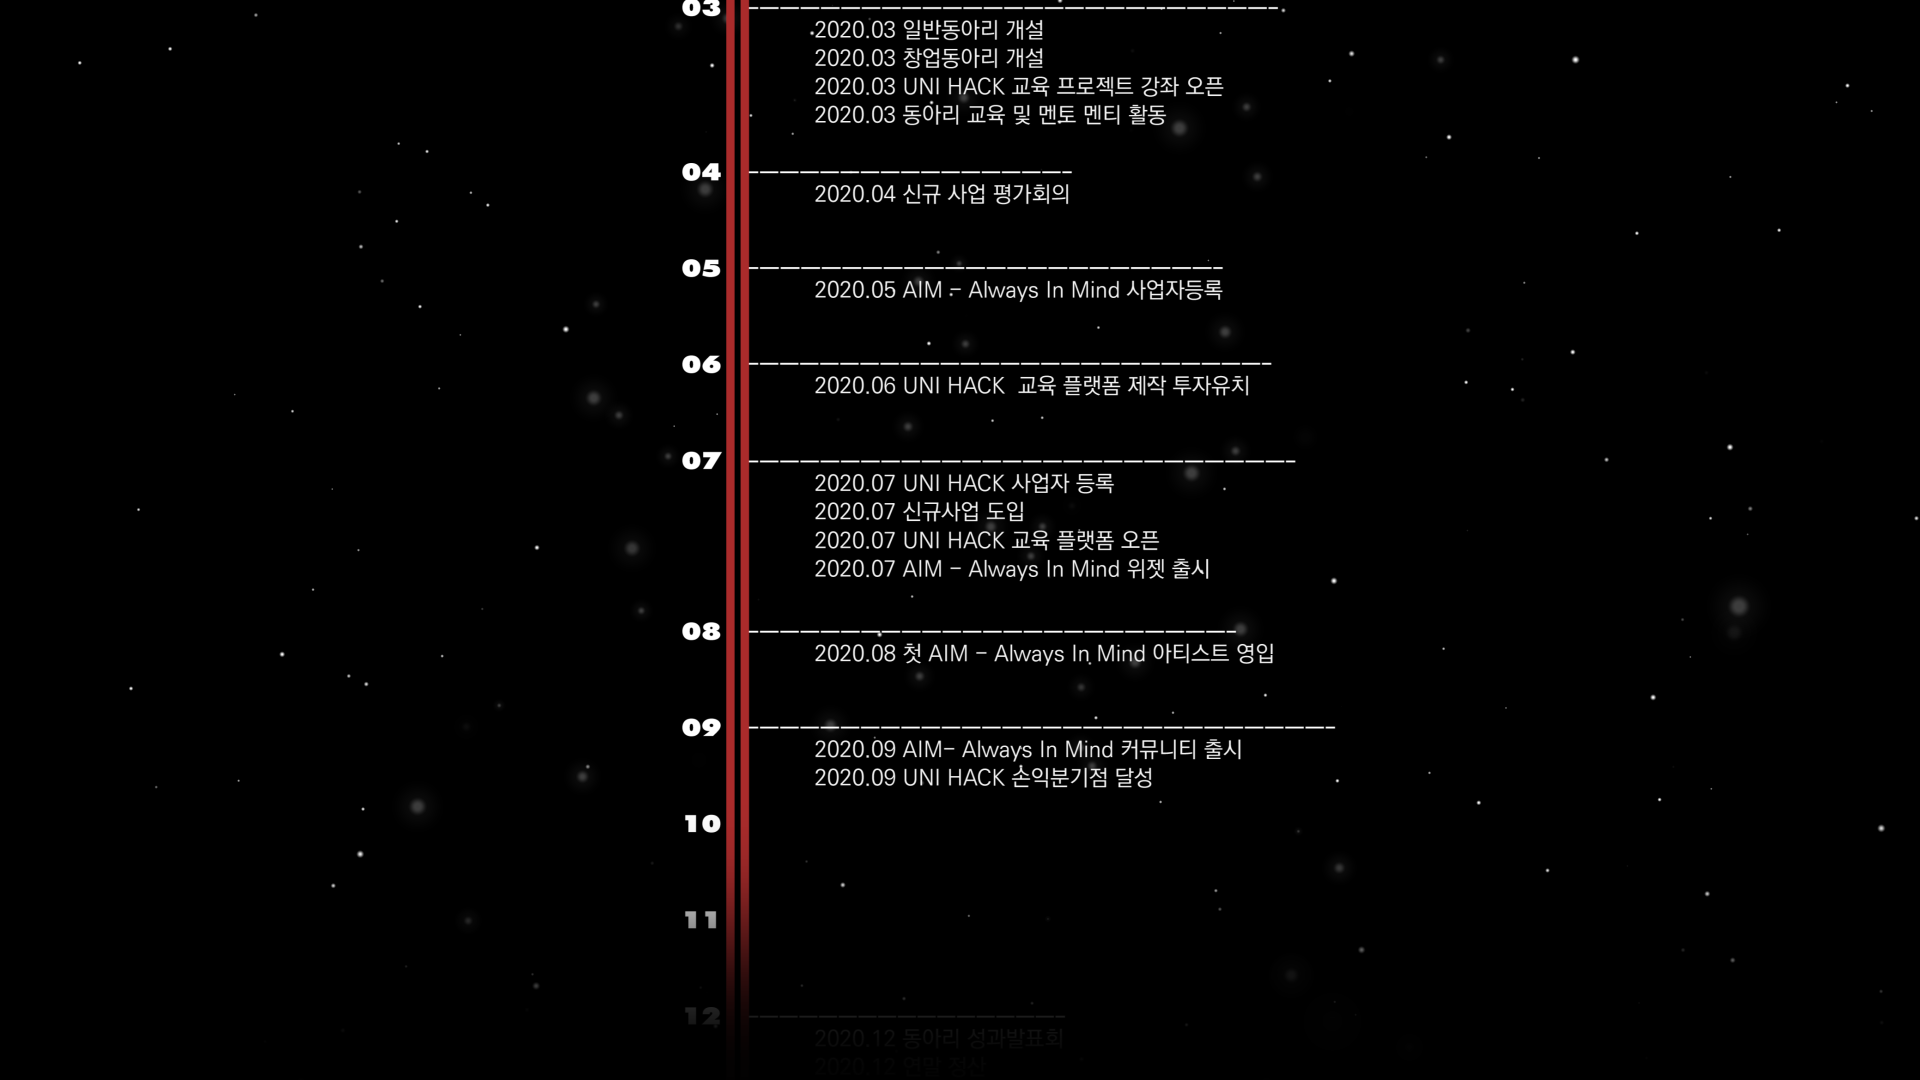 03
2020.03 일반동아리 개설
2020.03 창업동아리 개설
2020.03 UNI HACK 교육 프로젝트 강좌 오픈
2020.03 동아리 교육 및 멘토 멘티 활동
04
2020.04 신규 사업 평가회의
05
2020.05 AIM - Always In Mind 사업자등록
06
2020.06 UNI HACK 교육 플랫폼 제작 투자유치
07
2020.07 UNI HACK 사업자 등록
2020.07 신규사업 도입
2020.07 UNI HACK 교육 플랫폼 오픈
2020.07 AIM - Always In Mind 위젯 출시
08
2020.08 첫 AIM - Always In Mind 아티스트 영입
09
2020.09 AIM- Always In Mind 커뮤니티 출시
2020.09 UNI HACK 손익분기점 달성
10
11
12
2020.12 동아리 성과발표회
2020.12 연말 정산